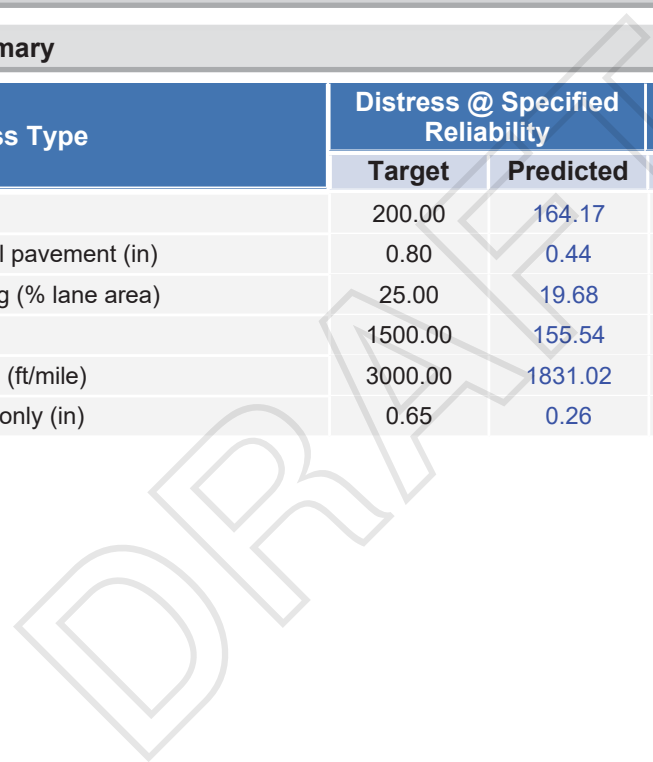 mary
ss Type
Distress @ Specified
Reliability
Target Predicted
200.00 164.17
l pavement (in) 0.80 0.44
g (% lane area) 25.00 19.68
1500.00 155.54
(ft/mile) 3000.00 1831.02
only (in) 0.65 0.26
DRAFT